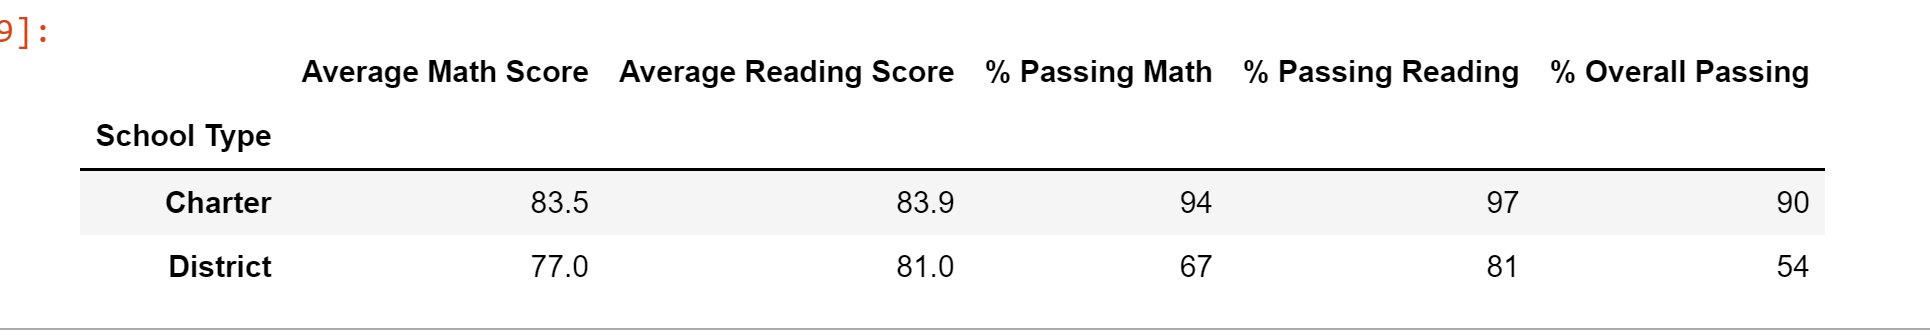 9]:
Average Math Score Average Reading Score % Passing Math % Passing Reading % Overall Passing
School Type
Charter 83.5 83.9 94 97 90
District 77.0 81.0 67 81 54